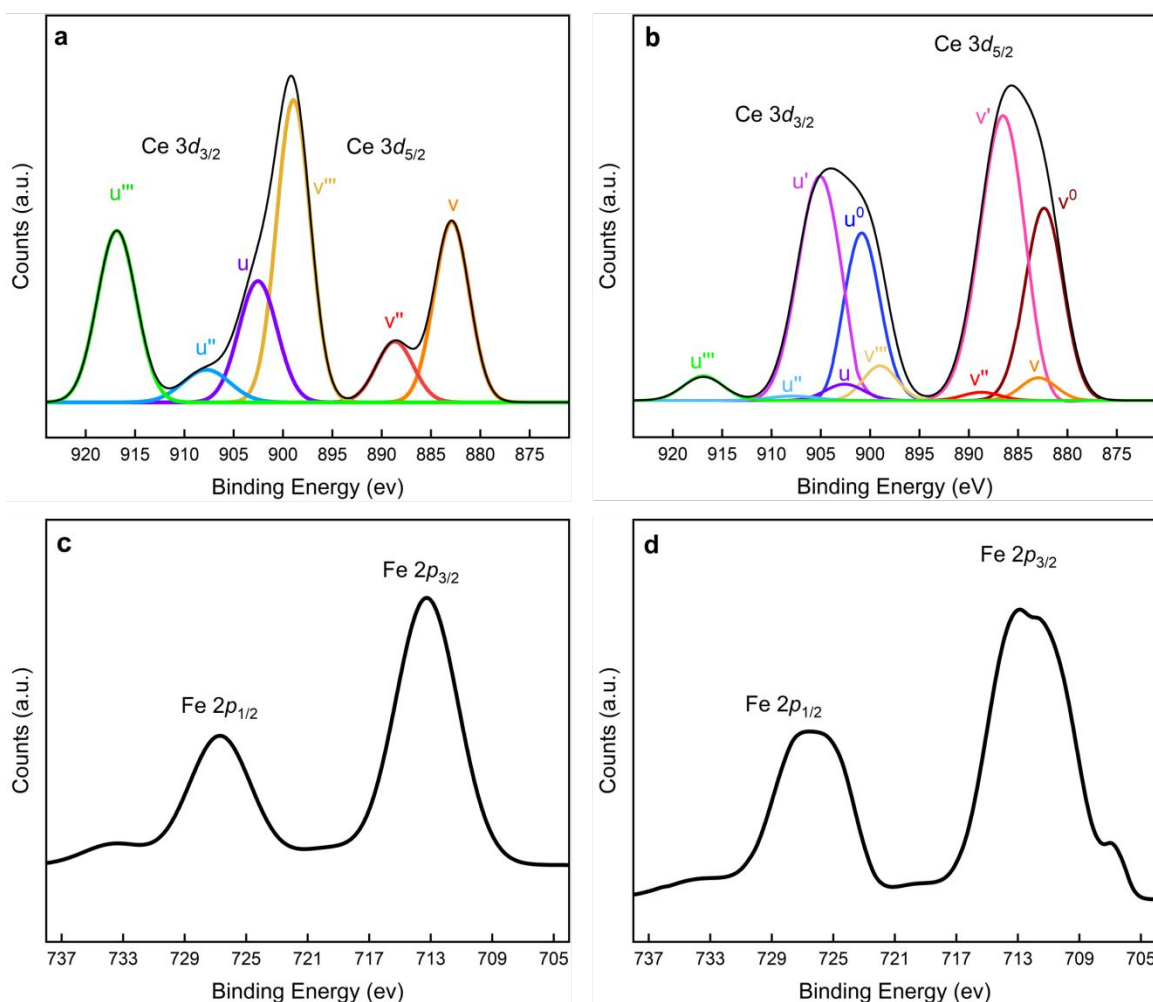 a
Ce 3d3/2
Ce 3d5/2
u'''
u''
u
v'''
v''
v
Counts (a.u.)
920 915 910 905 900 895 890 885 880 875
Binding Energy (ev)
b
Ce 3d5/2
Ce 3d3/2
u'''
u''
u'
u
u0
v'''
v''
v'
v
v0
Counts (a.u.)
920 915 910 905 900 895 890 885 880 875
Binding Energy (eV)
c
Fe 2p3/2
Fe 2p1/2
Counts (a.u.)
737 733 729 725 721 717 713 709 705
Binding Energy (ev)
d
Fe 2p3/2
Fe 2p1/2
Counts (a.u.)
737 733 729 725 721 717 713 709 705
Binding Energy (ev)